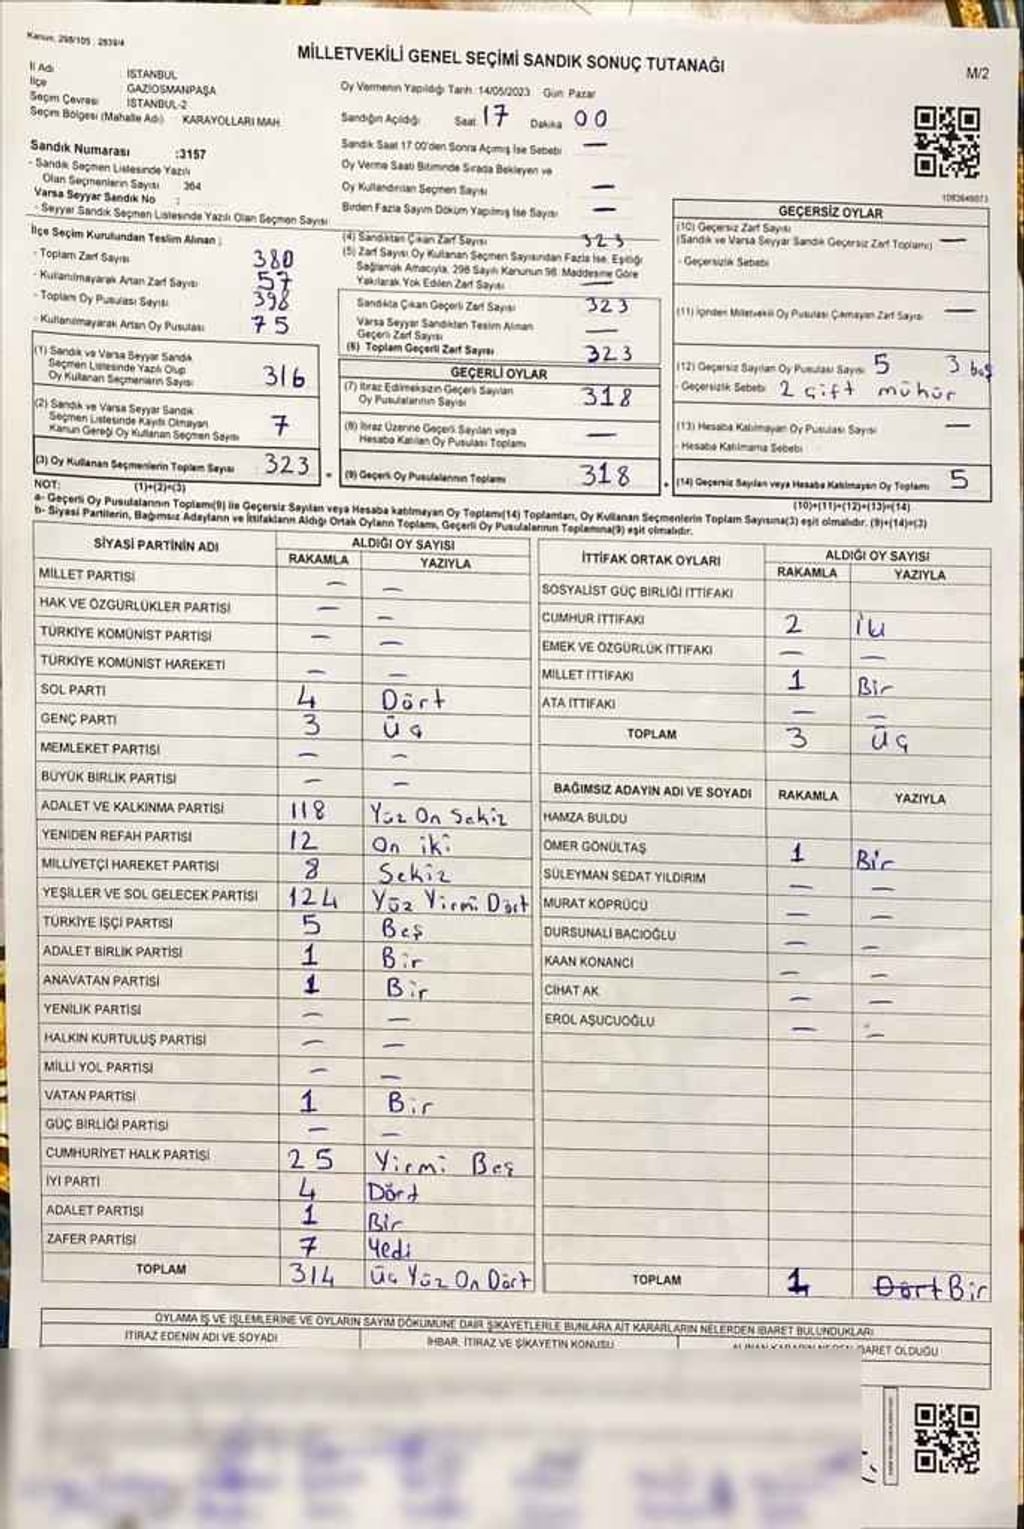 Kanun: 298/105 : 2839/4
MİLLETVEKİLİ GENEL SEÇİMİ SANDIK SONUÇ TUTANAĞI
M/2
İl Adı İSTANBUL
İlçe GAZİOSMANPAŞA
Seçim Çevresi İSTANBUL-2
Seçim Bölgesi (Mahalle Adı) KARAYOLLARI MAH
Sandık Numarası :3157
- Sandık Seçmen Listesinde Yazılı
Olan Seçmenlerin Sayısı 364
Varsa Seyyar Sandık No :
- Seyyar Sandık Seçmen Listesinde Yazılı Olan Seçmen Sayısı
Oy Vermenin Yapıldığı Tarih :14/05/2023 Gün: Pazar
Sandığın Açıldığı: Saat 17 Dakika 00
Sandık Saat 17:00'den Sonra Açılmış İse Sebebi —
Oy Verme Saati Bitiminde Sırada Bekleyen ve
Oy Kullandırılan Seçmen Sayısı —
Birden Fazla Sayım Döküm Yapılmış İse Sayısı —
1083648073
İlçe Seçim Kurulundan Teslim Alınan ;
- Toplam Zarf Sayısı 380
- Kullanılmayarak Artan Zarf Sayısı 57
- Toplam Oy Pusulası Sayısı 398
- Kullanılmayarak Artan Oy Pusulası 75
(1) Sandık ve Varsa Seyyar Sandık
Seçmen Listesinde Yazılı Olup
Oy Kullanan Seçmenlerin Sayısı 316
(2) Sandık ve Varsa Seyyar Sandık
Seçmen Listesinde Kayıtlı Olmayan
Kanun Gereği Oy Kullanan Seçmen Sayısı 7
(3) Oy Kullanan Seçmenlerin Toplam Sayısı 323
(4) Sandıktan Çıkan Zarf Sayısı 323
(5) Zarf Sayısı Oy Kullanan Seçmen Sayısından Fazla İse, Eşitliği
Sağlamak Amacıyla, 298 Sayılı Kanunun 98. Maddesine Göre
Yakılarak Yok Edilen Zarf Sayısı —
Sandıkta Çıkan Geçerli Zarf Sayısı 323
Varsa Seyyar Sandıktan Teslim Alınan
Geçerli Zarf Sayısı —
(6) Toplam Geçerli Zarf Sayısı 323
GEÇERLİ OYLAR
(7) İtiraz Edilmeksizin Geçerli Sayılan
Oy Pusulalarının Sayısı 318
(8) İtiraz Üzerine Geçerli Sayılan veya
Hesaba Katılan Oy Pusulası Toplamı —
(9) Geçerli Oy Pusulalarının Toplamı 318
GEÇERSİZ OYLAR
(10) Geçersiz Zarf Sayısı
(Sandık ve Varsa Seyyar Sandık Geçersiz Zarf Toplamı) —
- Geçersizlik Sebebi
(11) İçinden Milletvekili Oy Pusulası Çıkmayan Zarf Sayısı —
(12) Geçersiz Sayılan Oy Pusulası Sayısı 5 3 boş
- Geçersizlik Sebebi: 2 çift mühür
(13) Hesaba Katılmayan Oy Pusulası Sayısı —
- Hesaba Katılmama Sebebi
(14) Geçersiz Sayılan veya Hesaba Katılmayan Oy Toplamı 5
NOT: (1)+(2)=(3) (10)+(11)+(12)+(13)=(14)
a- Geçerli Oy Pusulalarının Toplamı(9) ile Geçersiz Sayılan veya Hesaba katılmayan Oy Toplamı(14) Toplamları, Oy Kullanan Seçmenlerin Toplam Sayısına(3) eşit olmalıdır. (9)+(14)=(3)
b- Siyasi Partilerin, Bağımsız Adayların ve İttifakların Aldığı Ortak Oyların Toplamı, Geçerli Oy Pusulalarının Toplamına(9) eşit olmalıdır.
SİYASİ PARTİNİN ADI ALDIĞI OY SAYISI
RAKAMLA YAZIYLA
MİLLET PARTİSİ — —
HAK VE ÖZGÜRLÜKLER PARTİSİ — —
TÜRKİYE KOMÜNİST PARTİSİ — —
TÜRKİYE KOMÜNİST HAREKETİ — —
SOL PARTİ 4 Dört
GENÇ PARTİ 3 Üç
MEMLEKET PARTİSİ — —
BÜYÜK BİRLİK PARTİSİ — —
ADALET VE KALKINMA PARTİSİ 118 Yüz On Sekiz
YENİDEN REFAH PARTİSİ 12 On iki
MİLLİYETÇİ HAREKET PARTİSİ 8 Sekiz
YEŞİLLER VE SOL GELECEK PARTİSİ 124 Yüz Yirmi Dört
TÜRKİYE İŞÇİ PARTİSİ 5 Beş
ADALET BİRLİK PARTİSİ 1 Bir
ANAVATAN PARTİSİ 1 Bir
YENİLİK PARTİSİ — —
HALKIN KURTULUŞ PARTİSİ — —
MİLLİ YOL PARTİSİ — —
VATAN PARTİSİ 1 Bir
GÜÇ BİRLİĞİ PARTİSİ — —
CUMHURİYET HALK PARTİSİ 25 Yirmi Beş
İYİ PARTİ 4 Dört
ADALET PARTİSİ 1 Bir
ZAFER PARTİSİ 7 Yedi
TOPLAM 314 Üç Yüz On Dört
İTTİFAK ORTAK OYLARI ALDIĞI OY SAYISI
RAKAMLA YAZIYLA
SOSYALİST GÜÇ BİRLİĞİ İTTİFAKI
CUMHUR İTTİFAKI 2 İki
EMEK VE ÖZGÜRLÜK İTTİFAKI — —
MİLLET İTTİFAKI 1 Bir
ATA İTTİFAKI — —
TOPLAM 3 Üç
BAĞIMSIZ ADAYIN ADI VE SOYADI RAKAMLA YAZIYLA
HAMZA BULDU
ÖMER GÖNÜLTAŞ 1 Bir
SÜLEYMAN SEDAT YILDIRIM — —
MURAT KÖPRÜCÜ — —
DURSUNALİ BACIOĞLU — —
KAAN KONANCI — —
CİHAT AK — —
EROL AŞUCUOĞLU — —
TOPLAM 1 Dört Bir
OYLAMA İŞ VE İŞLEMLERİNE VE OYLARIN SAYIM DÖKÜMÜNE DAİR ŞİKAYETLERLE BUNLARA AİT KARARLARIN NELERDEN İBARET BULUNDUKLARI
İTİRAZ EDENİN ADI VE SOYADI İHBAR, İTİRAZ VE ŞİKAYETİN KONUSU İBARET OLDUĞU